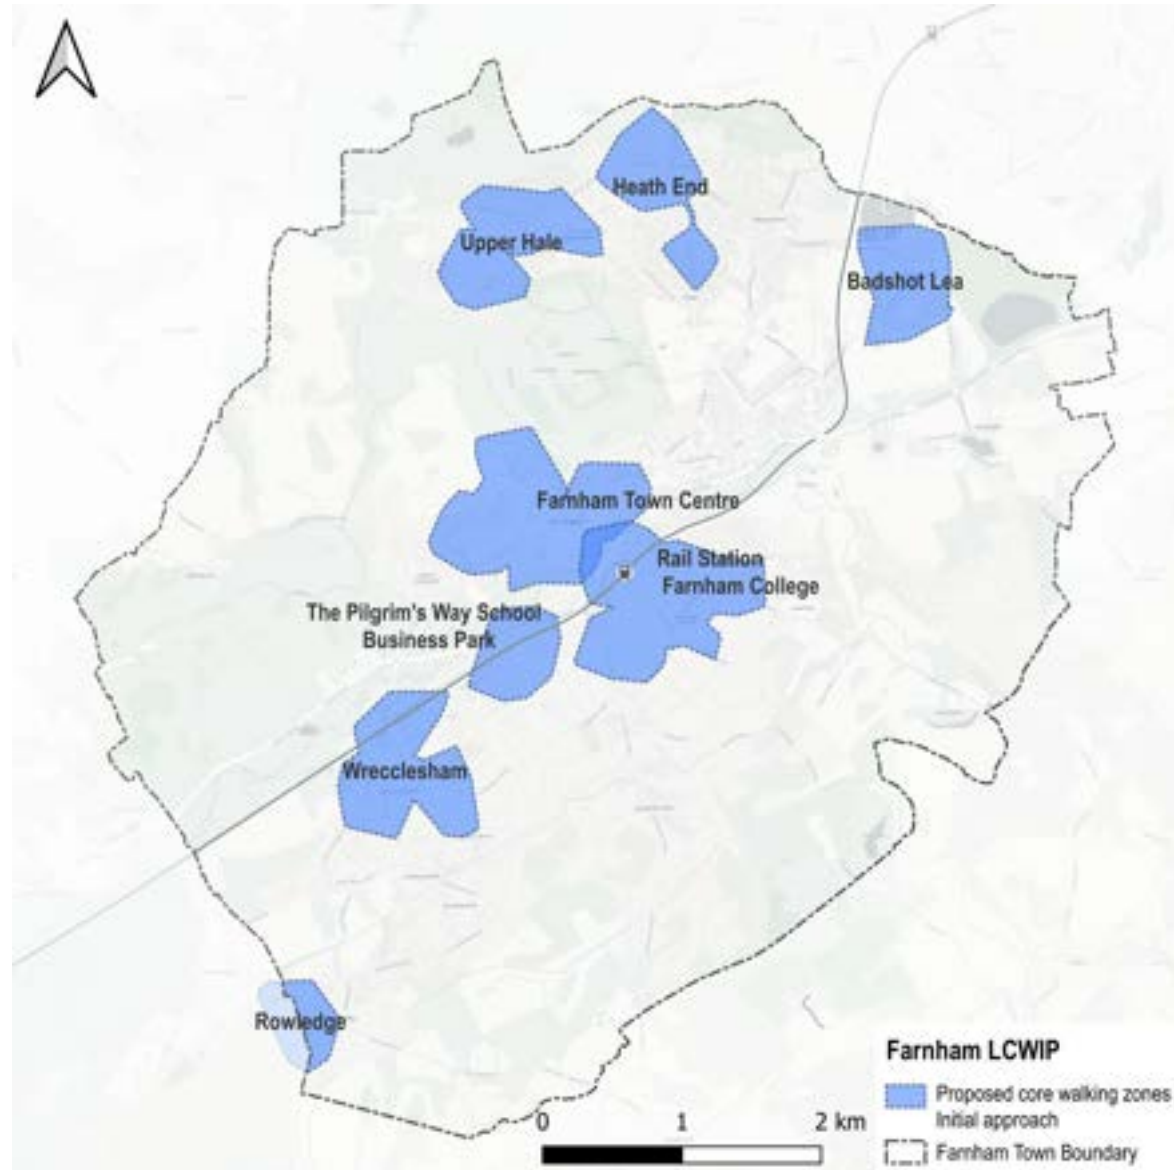 Heath End
Upper Hale
Badshot Lea
Farnham Town Centre
Rail Station
Farnham College
The Pilgrim's Way School
Business Park
Wrecclesham
Rowledge
Farnham LCWIP
Proposed core walking zones
Initial approach
Farnham Town Boundary
0 1 2 km